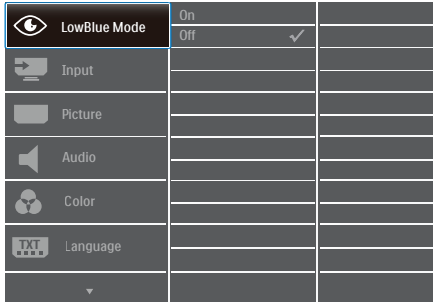 LowBlue Mode
On
Off
Input
Picture
Audio
Color
TXT
Language